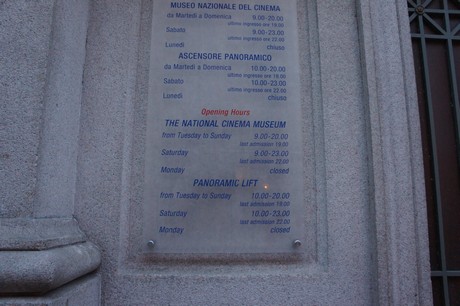 MUSEO NAZIONALE DEL CINEMA
da Martedì a Domenica 9.00-20.00
ultimo ingresso ore 19.00
Sabato 9.00-23.00
ultimo ingresso ore 22.00
Lunedì chiuso
ASCENSORE PANORAMICO
da Martedì a Domenica 10.00-20.00
ultimo ingresso ore 19.00
Sabato 10.00-23.00
ultimo ingresso ore 22.00
Lunedì chiuso
Opening Hours
THE NATIONAL CINEMA MUSEUM
from Tuesday to Sunday 9.00-20.00
last admission 19.00
Saturday 9.00-23.00
last admission 22.00
Monday closed
PANORAMIC LIFT
from Tuesday to Sunday 10.00-20.00
last admission 19.00
Saturday 10.00-23.00
last admission 22.00
Monday closed